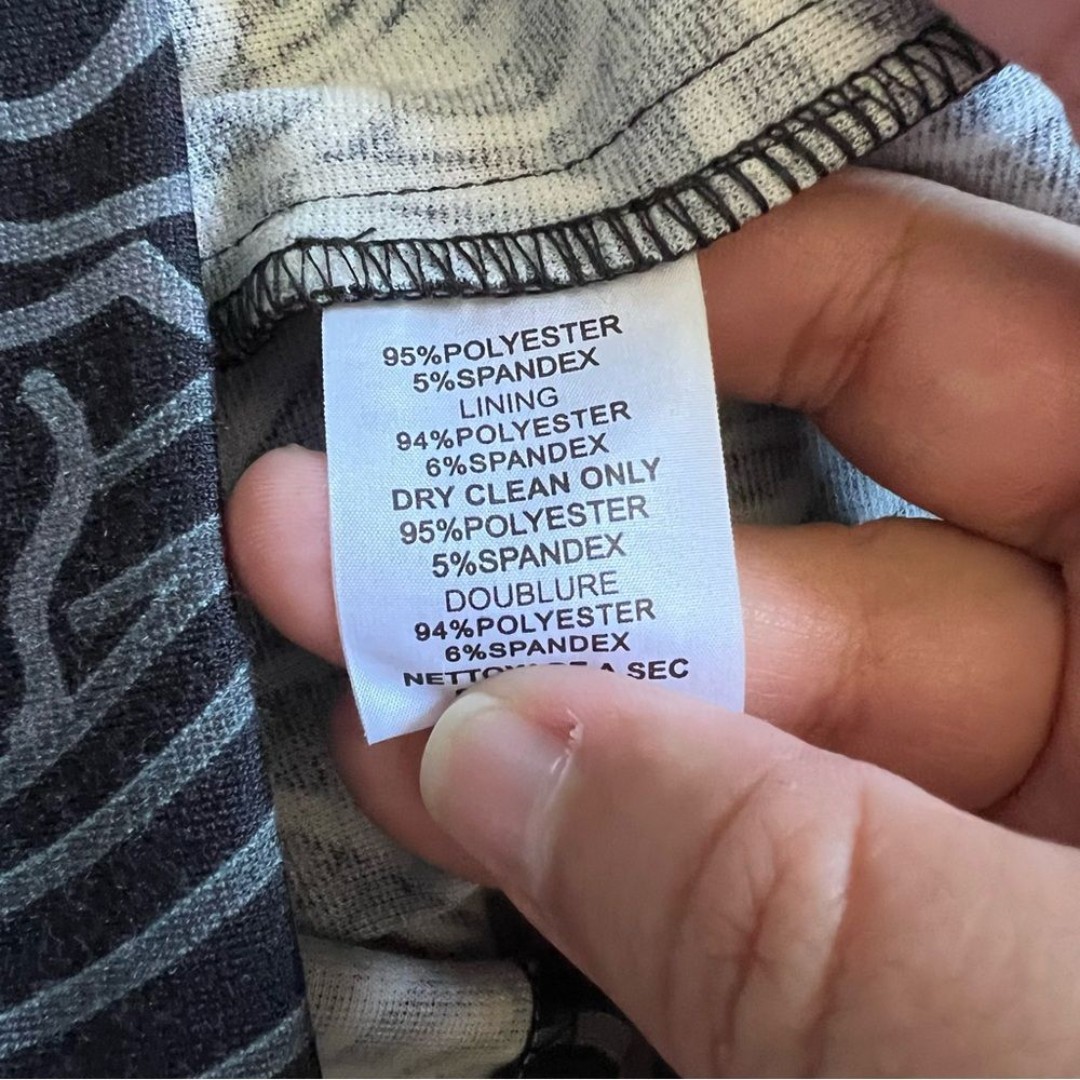 95%POLYESTER
5%SPANDEX
LINING
94%POLYESTER
6%SPANDEX
DRY CLEAN ONLY
95%POLYESTER
5%SPANDEX
DOUBLURE
94%POLYESTER
6%SPANDEX
A SEC